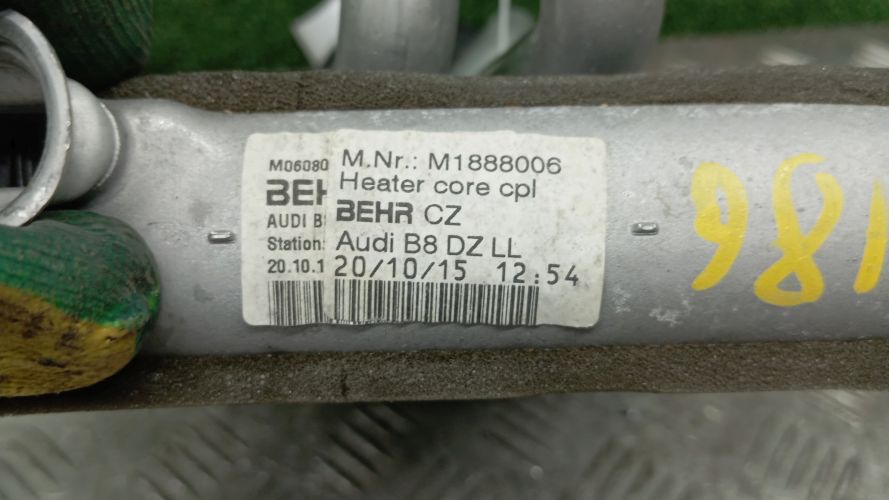 M06080
BEH
AUDI B
Station:
20.10.1
M.Nr.: M1888006
Heater core cpl
BEHR CZ
Audi B8 DZ LL
20/10/15 12:54
981